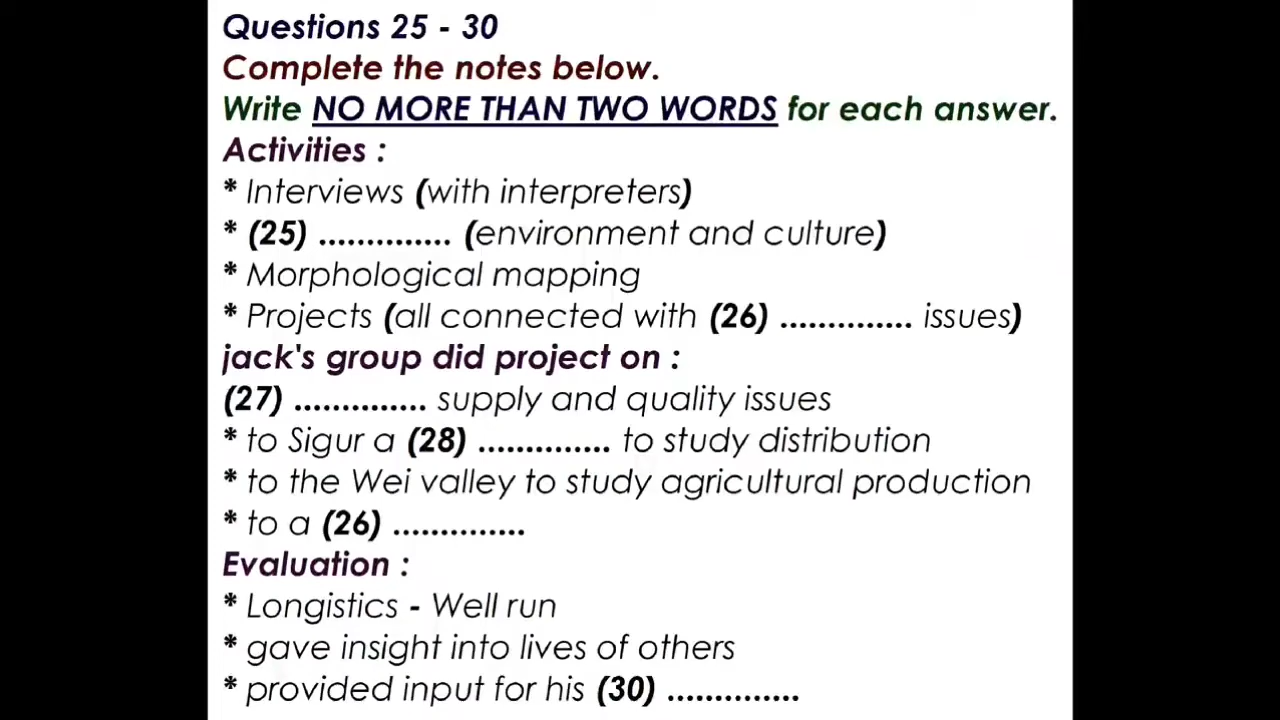 Questions 25 - 30
Complete the notes below.
Write NO MORE THAN TWO WORDS for each answer.
Activities :
* Interviews (with interpreters)
* (25) .............. (environment and culture)
* Morphological mapping
* Projects (all connected with (26) .............. issues)
jack's group did project on :
(27) .............. supply and quality issues
* to Sigur a (28) .............. to study distribution
* to the Wei valley to study agricultural production
* to a (26) ..............
Evaluation :
* Longistics - Well run
* gave insight into lives of others
* provided input for his (30) ..............